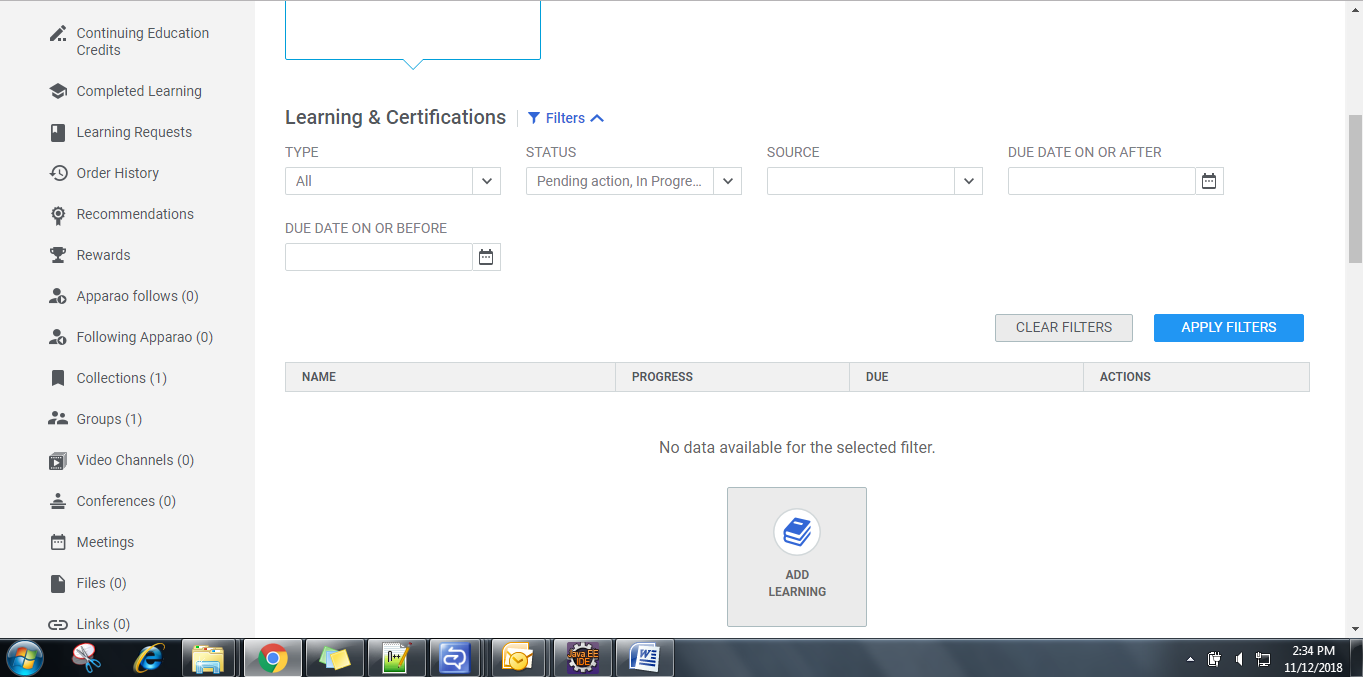 Continuing Education
Credits
Completed Learning
Learning Requests
Order History
Recommendations
Rewards
Apparao follows (0)
Following Apparao (0)
Collections (1)
Groups (1)
Video Channels (0)
Conferences (0)
Meetings
Files (0)
Links (0)
Learning & Certifications
Filters
TYPE
STATUS
SOURCE
DUE DATE ON OR AFTER
All
Pending action, In Progre...
DUE DATE ON OR BEFORE
CLEAR FILTERS
APPLY FILTERS
NAME
PROGRESS
DUE
ACTIONS
No data available for the selected filter.
ADD
LEARNING
n++
Java EE
IDE
W
2:34 PM
11/12/2018